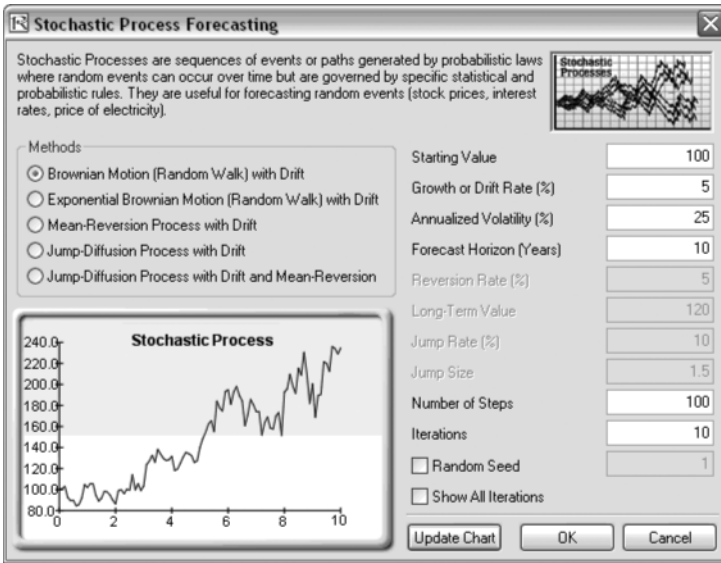 Stochastic Process Forecasting
Stochastic Processes are sequences of events or paths generated by probabilistic laws
where random events can occur over time but are governed by specific statistical and
probabilistic rules. They are useful for forecasting random events (stock prices, interest
rates, price of electricity).
Stochastic
Processes
Methods
Brownian Motion (Random Walk) with Drift
Exponential Brownian Motion (Random Walk) with Drift
Mean-Reversion Process with Drift
Jump-Diffusion Process with Drift
Jump-Diffusion Process with Drift and Mean-Reversion
Starting Value 100
Growth or Drift Rate (%) 5
Annualized Volatility (%) 25
Forecast Horizon (Years) 10
Reversion Rate (%) 5
Long-Term Value 120
Jump Rate (%) 10
Jump Size 1.5
Number of Steps 100
Iterations 10
Random Seed 1
Show All Iterations
Stochastic Process
240.0
220.0
200.0
180.0
160.0
140.0
120.0
100.0
80.0
0 2 4 6 8 10
Update Chart OK Cancel